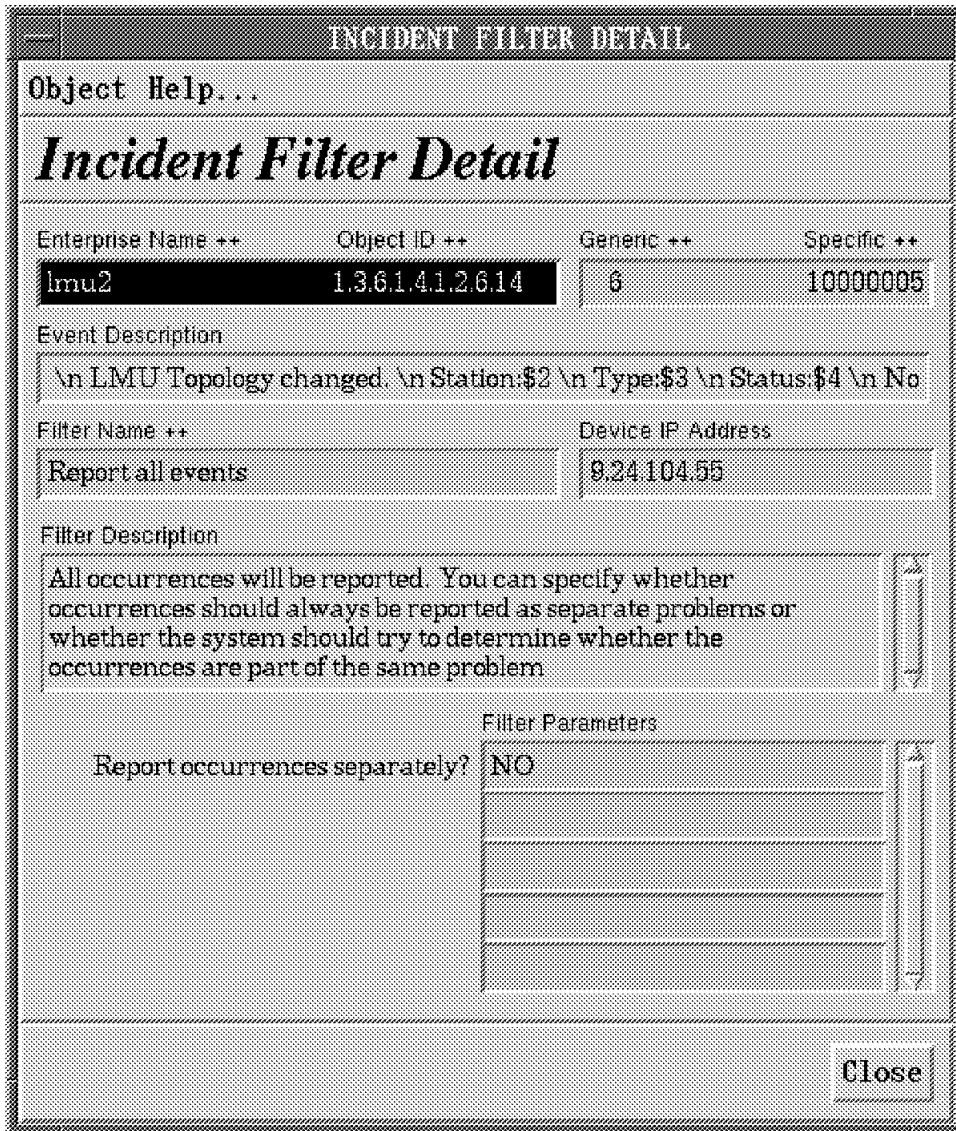 INCIDENT FILTER DETAIL
Object Help...
Incident Filter Detail
Enterprise Name ++ Object ID ++ Generic ++ Specific ++
lmu2 1.3.6.1.4.1.2.6.14 6 10000005
Event Description
\n LMU Topology changed. \n Station:$2 \n Type:$3 \n Status:$4 \n No
Filter Name ++ Device IP Address
Report all events 9.24.104.55
Filter Description
All occurrences will be reported. You can specify whether
occurrences should always be reported as separate problems or
whether the system should try to determine whether the
occurrences are part of the same problem
Filter Parameters
Report occurrences separately? NO
Close